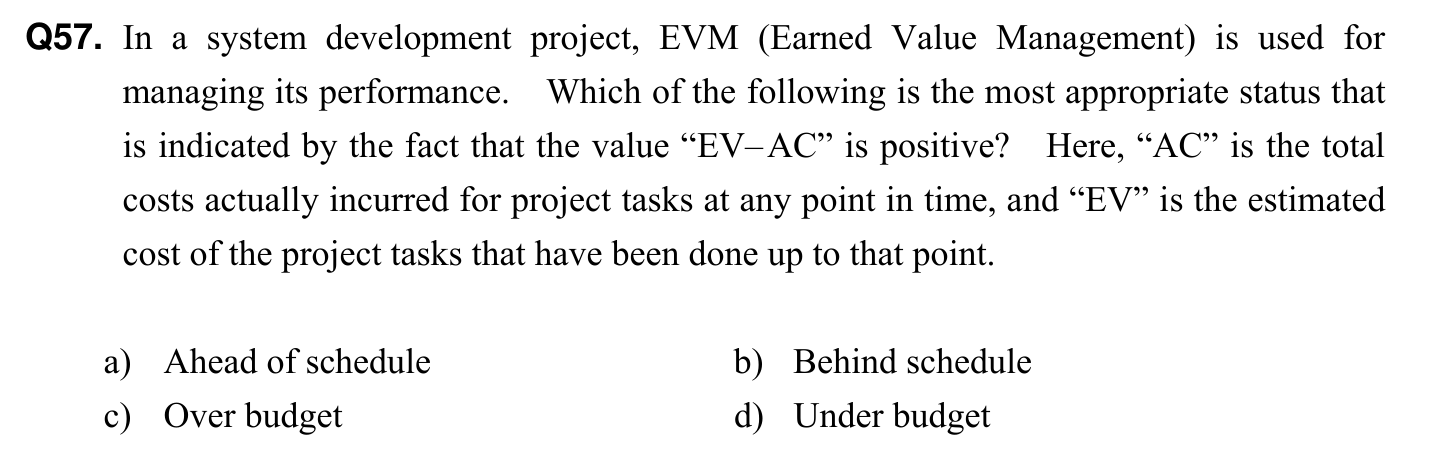 Q57. In a system development project, EVM (Earned Value Management) is used for
managing its performance. Which of the following is the most appropriate status that
is indicated by the fact that the value “EV–AC” is positive? Here, “AC” is the total
costs actually incurred for project tasks at any point in time, and “EV” is the estimated
cost of the project tasks that have been done up to that point.
a) Ahead of schedule b) Behind schedule
c) Over budget d) Under budget